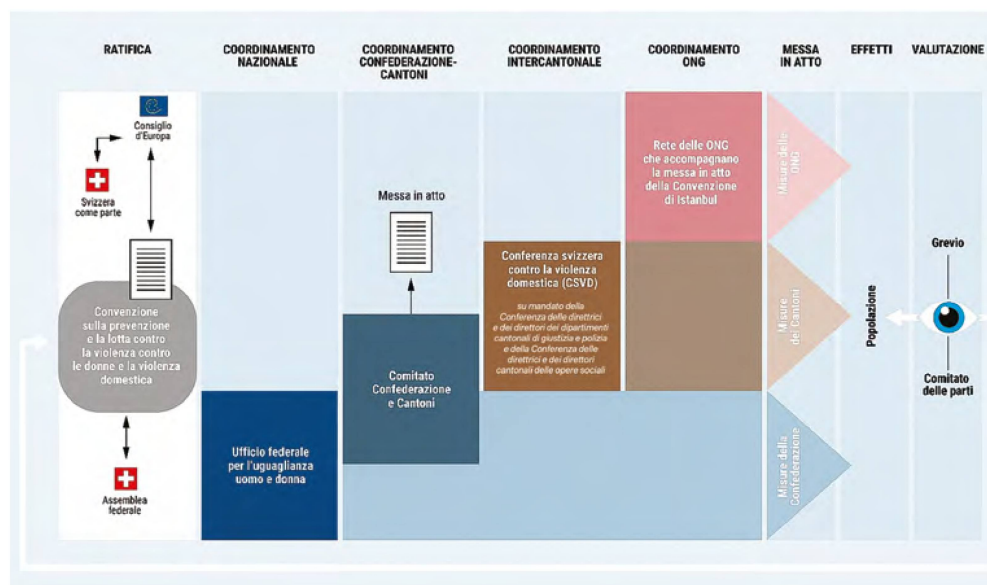 RATIFICA
COORDINAMENTO
NAZIONALE
COORDINAMENTO
CONFEDERAZIONE-
CANTONI
COORDINAMENTO
INTERCANTONALE
COORDINAMENTO
ONG
MESSA
IN ATTO
EFFETTI
VALUTAZIONE
Consiglio
d'Europa
Svizzera
come parte
Convenzione
sulla prevenzione
e la lotta contro
la violenza contro
le donne e la violenza
domestica
Assemblea
federale
Ufficio federale
per l'uguaglianza
uomo e donna
Messa in atto
Comitato
Confederazione
e Cantoni
Conferenza svizzera
contro la violenza
domestica (CSVD)
su mandato della
Conferenza delle direttrici
e dei direttori dei dipartimenti
cantonali di giustizia e polizia
e della Conferenza delle
direttrici e dei direttori
cantonali delle opere sociali
Rete delle ONG
che accompagnano
la messa in atto
della Convenzione
di Istanbul
Misure delle
ONG
Misure
dei Cantoni
Misure della
Confederazione
Popolazione
Grevio
Comitato
delle parti